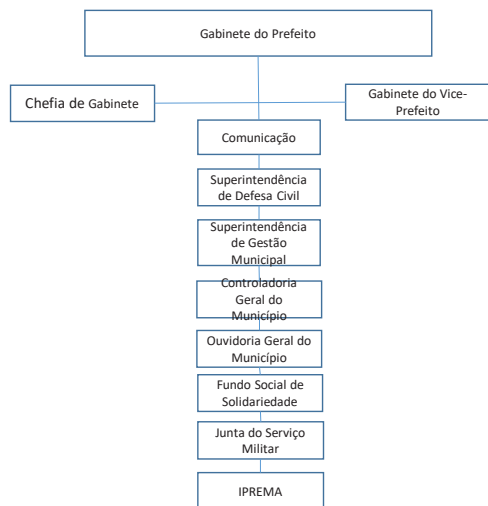 Gabinete do Prefeito
Chefia de Gabinete
Gabinete do Vice-
Prefeito
Comunicação
Superintendência
de Defesa Civil
Superintendência
de Gestão
Municipal
Controladoria
Geral do
Município
Ouvidoria Geral do
Município
Fundo Social de
Solidariedade
Junta do Serviço
Militar
IPREMA